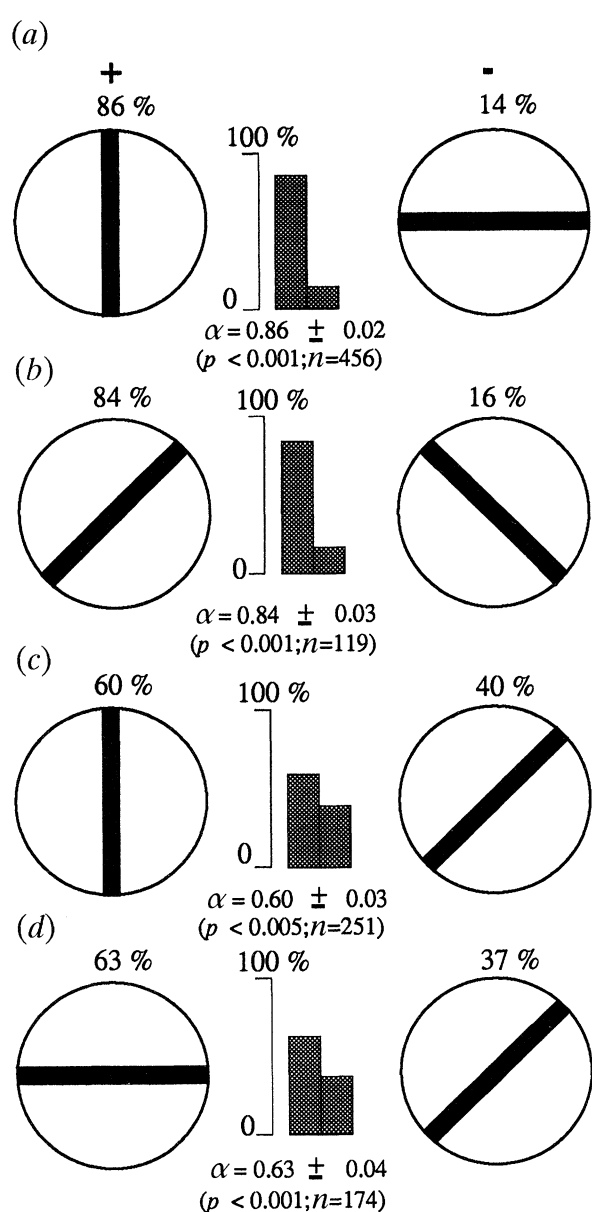 (a)
+ -
86 % 14 %
100 %
0
α = 0.86 ± 0.02
(p < 0.001;n=456)
(b)
84 % 100 % 16 %
0
α = 0.84 ± 0.03
(p < 0.001;n=119)
(c)
60 % 100 % 40 %
0
α = 0.60 ± 0.03
(p < 0.005;n=251)
(d)
63 % 100 % 37 %
0
α = 0.63 ± 0.04
(p < 0.001;n=174)